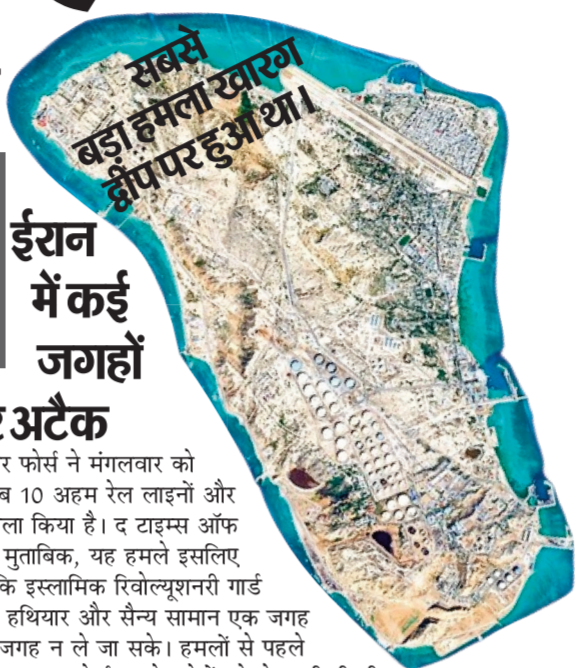 सबसे
बड़ा हमला खारग
द्वीप पर हुआ था।
ईरान
में कई
जगहों
अटैक
फोर्स ने मंगलवार को
10 अहम रेल लाइनों और
किया है। द टाइम्स ऑफ
मुताबिक, यह हमले इसलिए
कि इस्लामिक रिवोल्यूशनरी गार्ड
हथियार और सैन्य सामान एक जगह
जगह न ले जा सके। हमलों से पहले